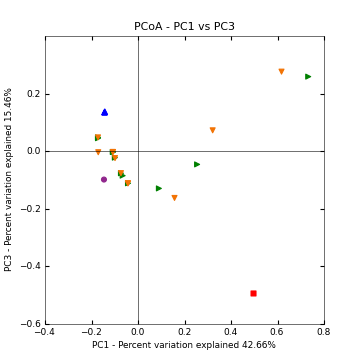 PCoA - PC1 vs PC3
PC3 - Percent variation explained 15.46%
0.2
0.0
−0.2
−0.4
−0.6
−0.4 −0.2 0.0 0.2 0.4 0.6 0.8
PC1 - Percent variation explained 42.66%